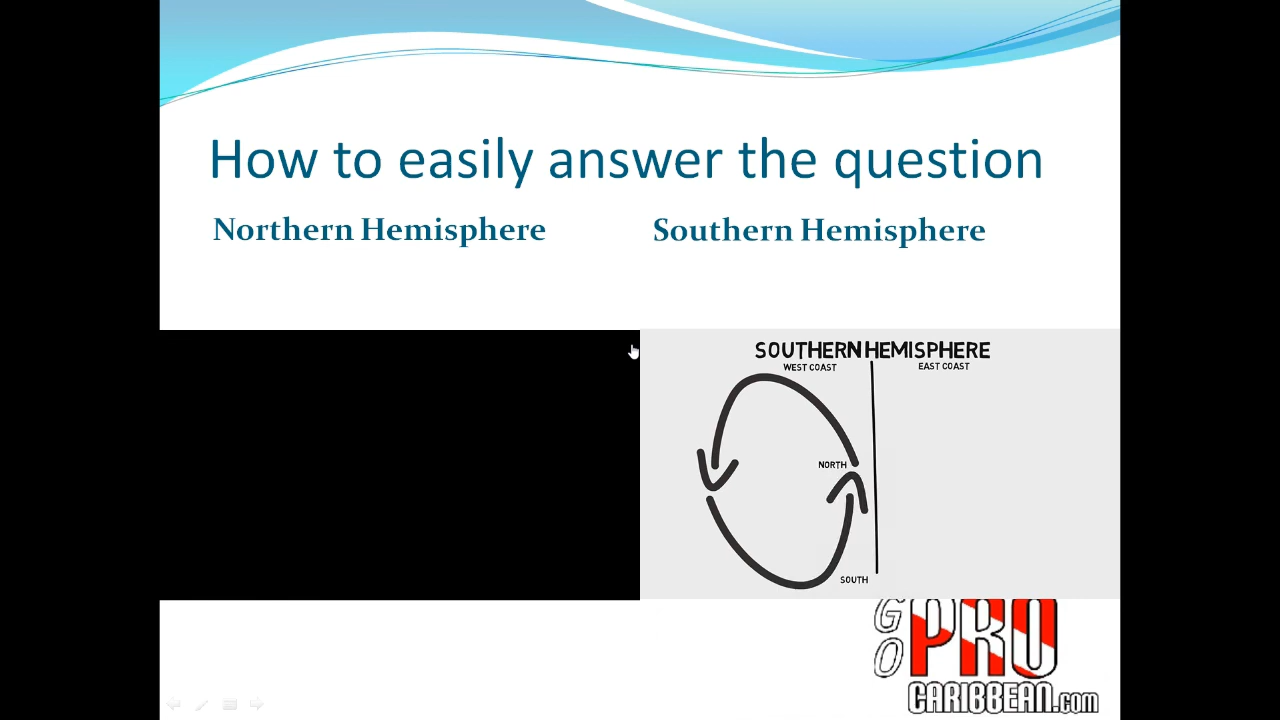 How to easily answer the question
Northern Hemisphere
Southern Hemisphere
SOUTHERN HEMISPHERE
WEST COAST
EAST COAST
NORTH
SOUTH
GO PRO
CARIBBEAN.com